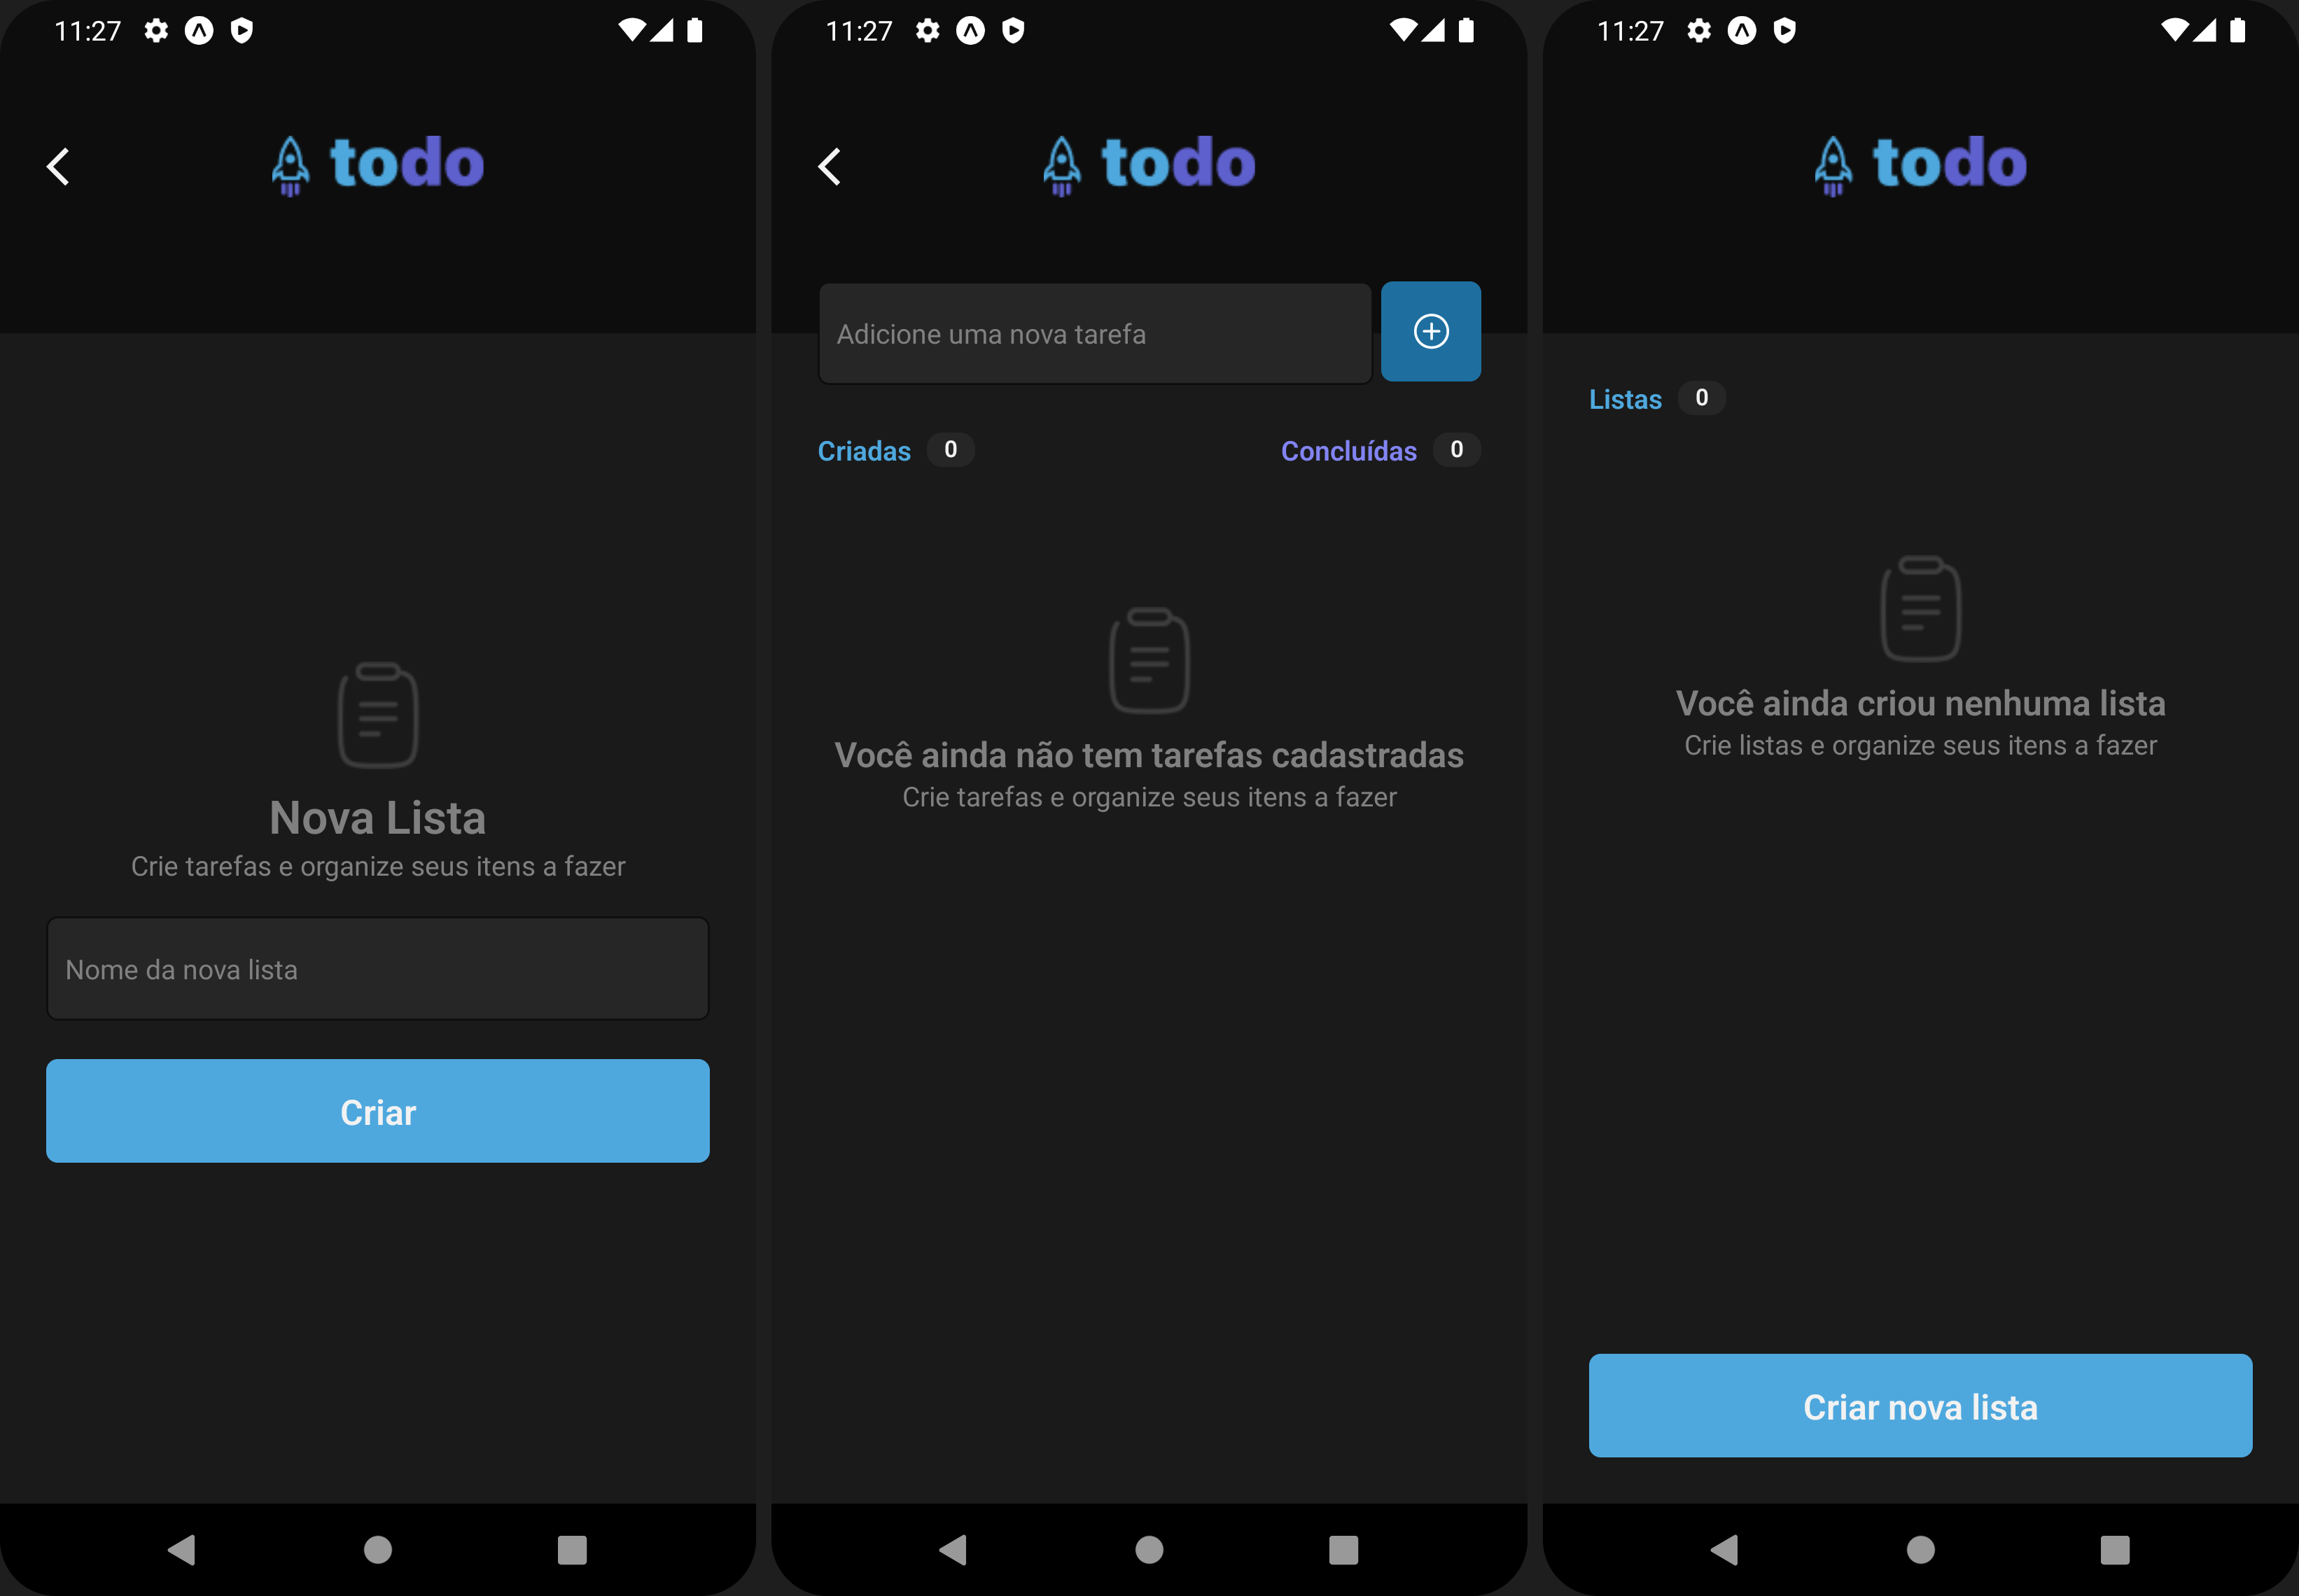 11:27
todo
Nova Lista
Crie tarefas e organize seus itens a fazer
Nome da nova lista
Criar
11:27
todo
Adicione uma nova tarefa
Criadas 0
Concluídas 0
Você ainda não tem tarefas cadastradas
Crie tarefas e organize seus itens a fazer
11:27
todo
Listas 0
Você ainda criou nenhuma lista
Crie listas e organize seus itens a fazer
Criar nova lista